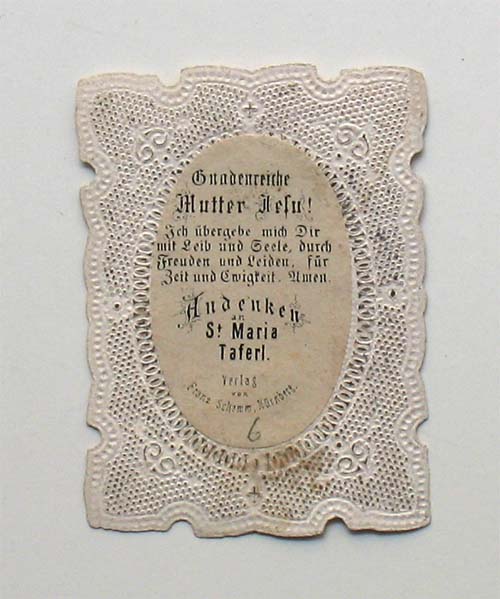 Gnadenreiche
Mutter Jesu!
Ich übergebe mich Dir
mit Leib und Seele, durch
Freuden und Leiden, für
Zeit und Ewigkeit. Amen.
Andenken
an
St Maria
Taferl.
Verlag
von
Franz Schemm, Nürnberg.
6